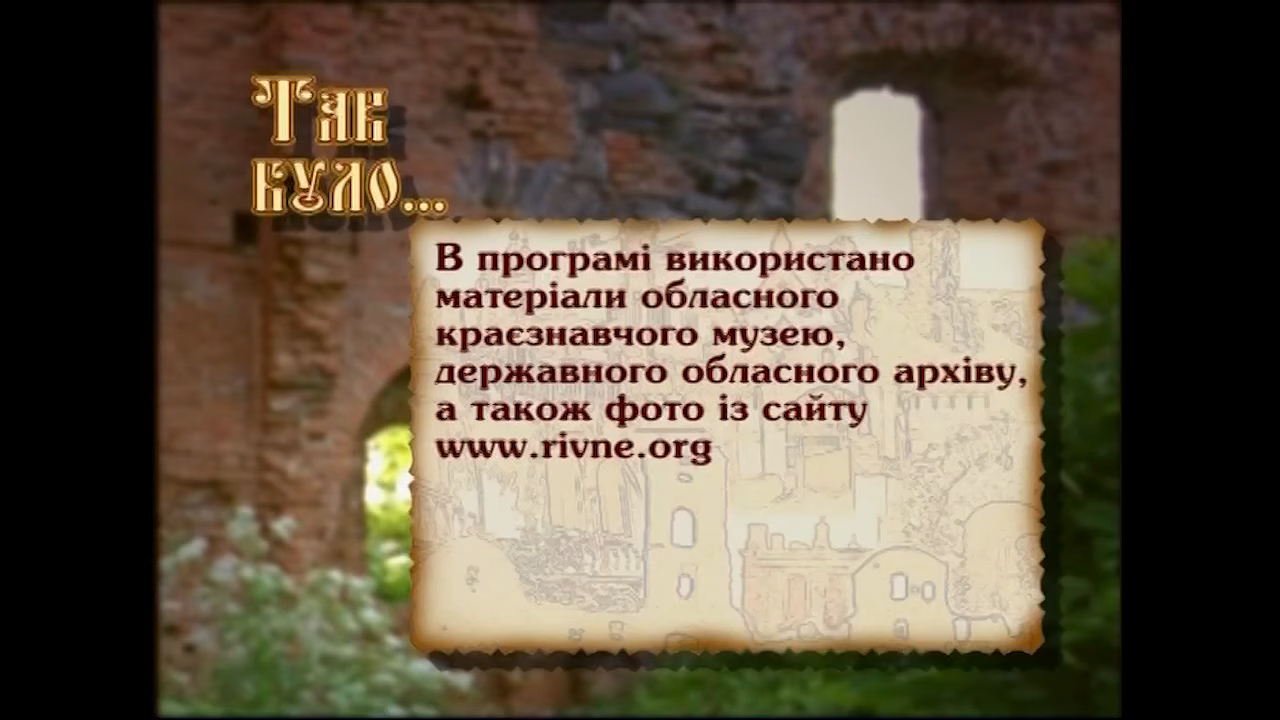 Так
було...
В програмі використано
матеріали обласного
краєзнавчого музею,
державного обласного архіву,
а також фото із сайту
www.rivne.org